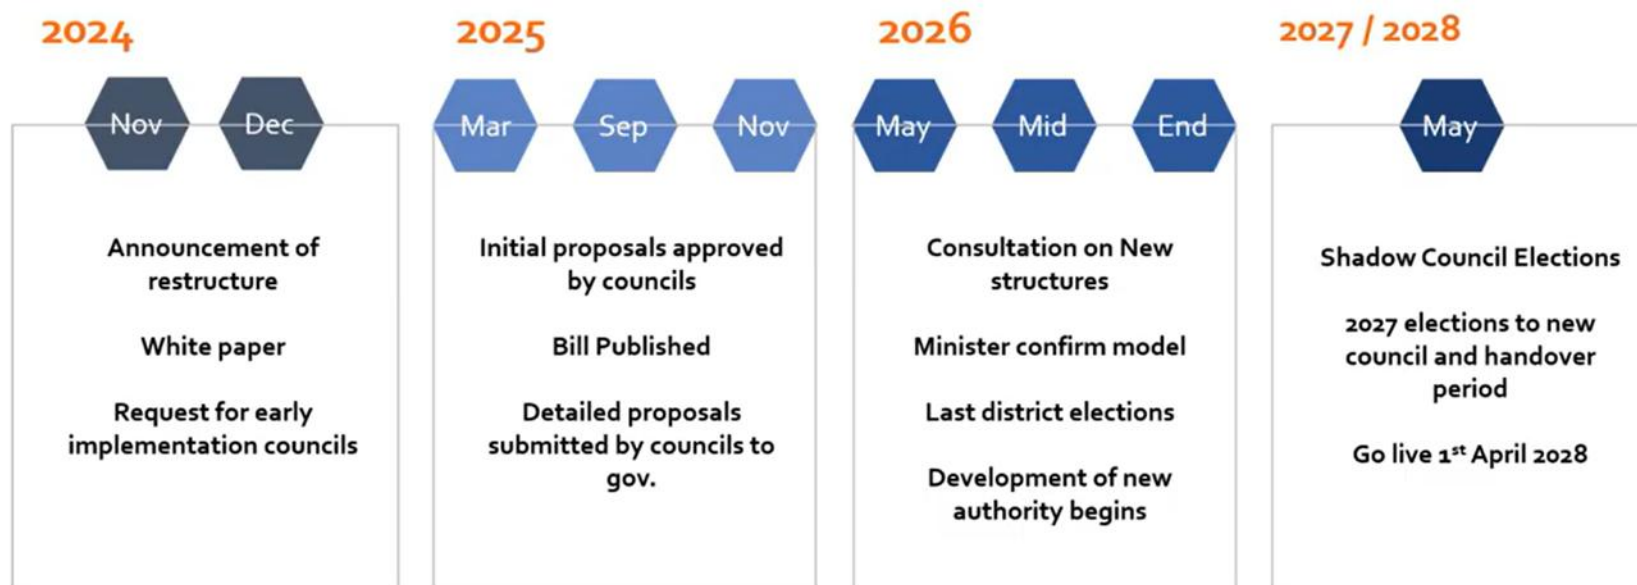 2024
Nov
Dec
Announcement of
restructure
White paper
Request for early
implementation councils
2025
Mar
Sep
Nov
Initial proposals approved
by councils
Bill Published
Detailed proposals
submitted by councils to
gov.
2026
May
Mid
End
Consultation on New
structures
Minister confirm model
Last district elections
Development of new
authority begins
2027 / 2028
May
Shadow Council Elections
2027 elections to new
council and handover
period
Go live 1st April 2028